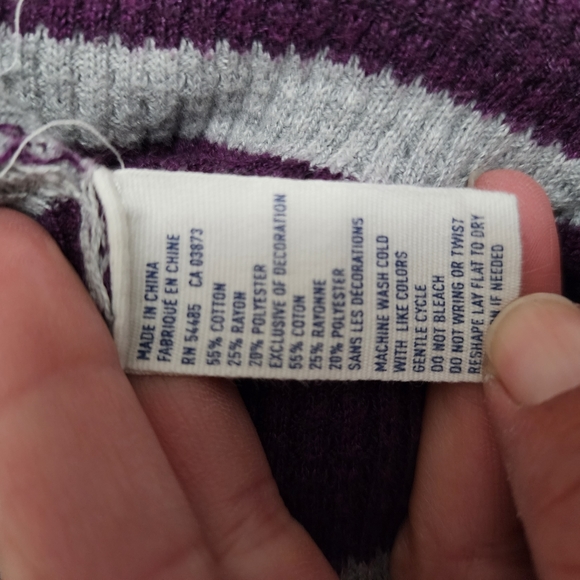 MADE IN CHINA
FABRIQUÉ EN CHINE
RN 54485 CA 03873
55% COTTON
25% RAYON
20% POLYESTER
EXCLUSIVE OF DECORATION
55% COTON
25% RAYONNE
20% POLYESTER
SANS LES DECORATIONS
MACHINE WASH COLD
WITH LIKE COLORS
GENTLE CYCLE
DO NOT BLEACH
DO NOT WRING OR TWIST
RESHAPE LAY FLAT TO DRY
IF NEEDED